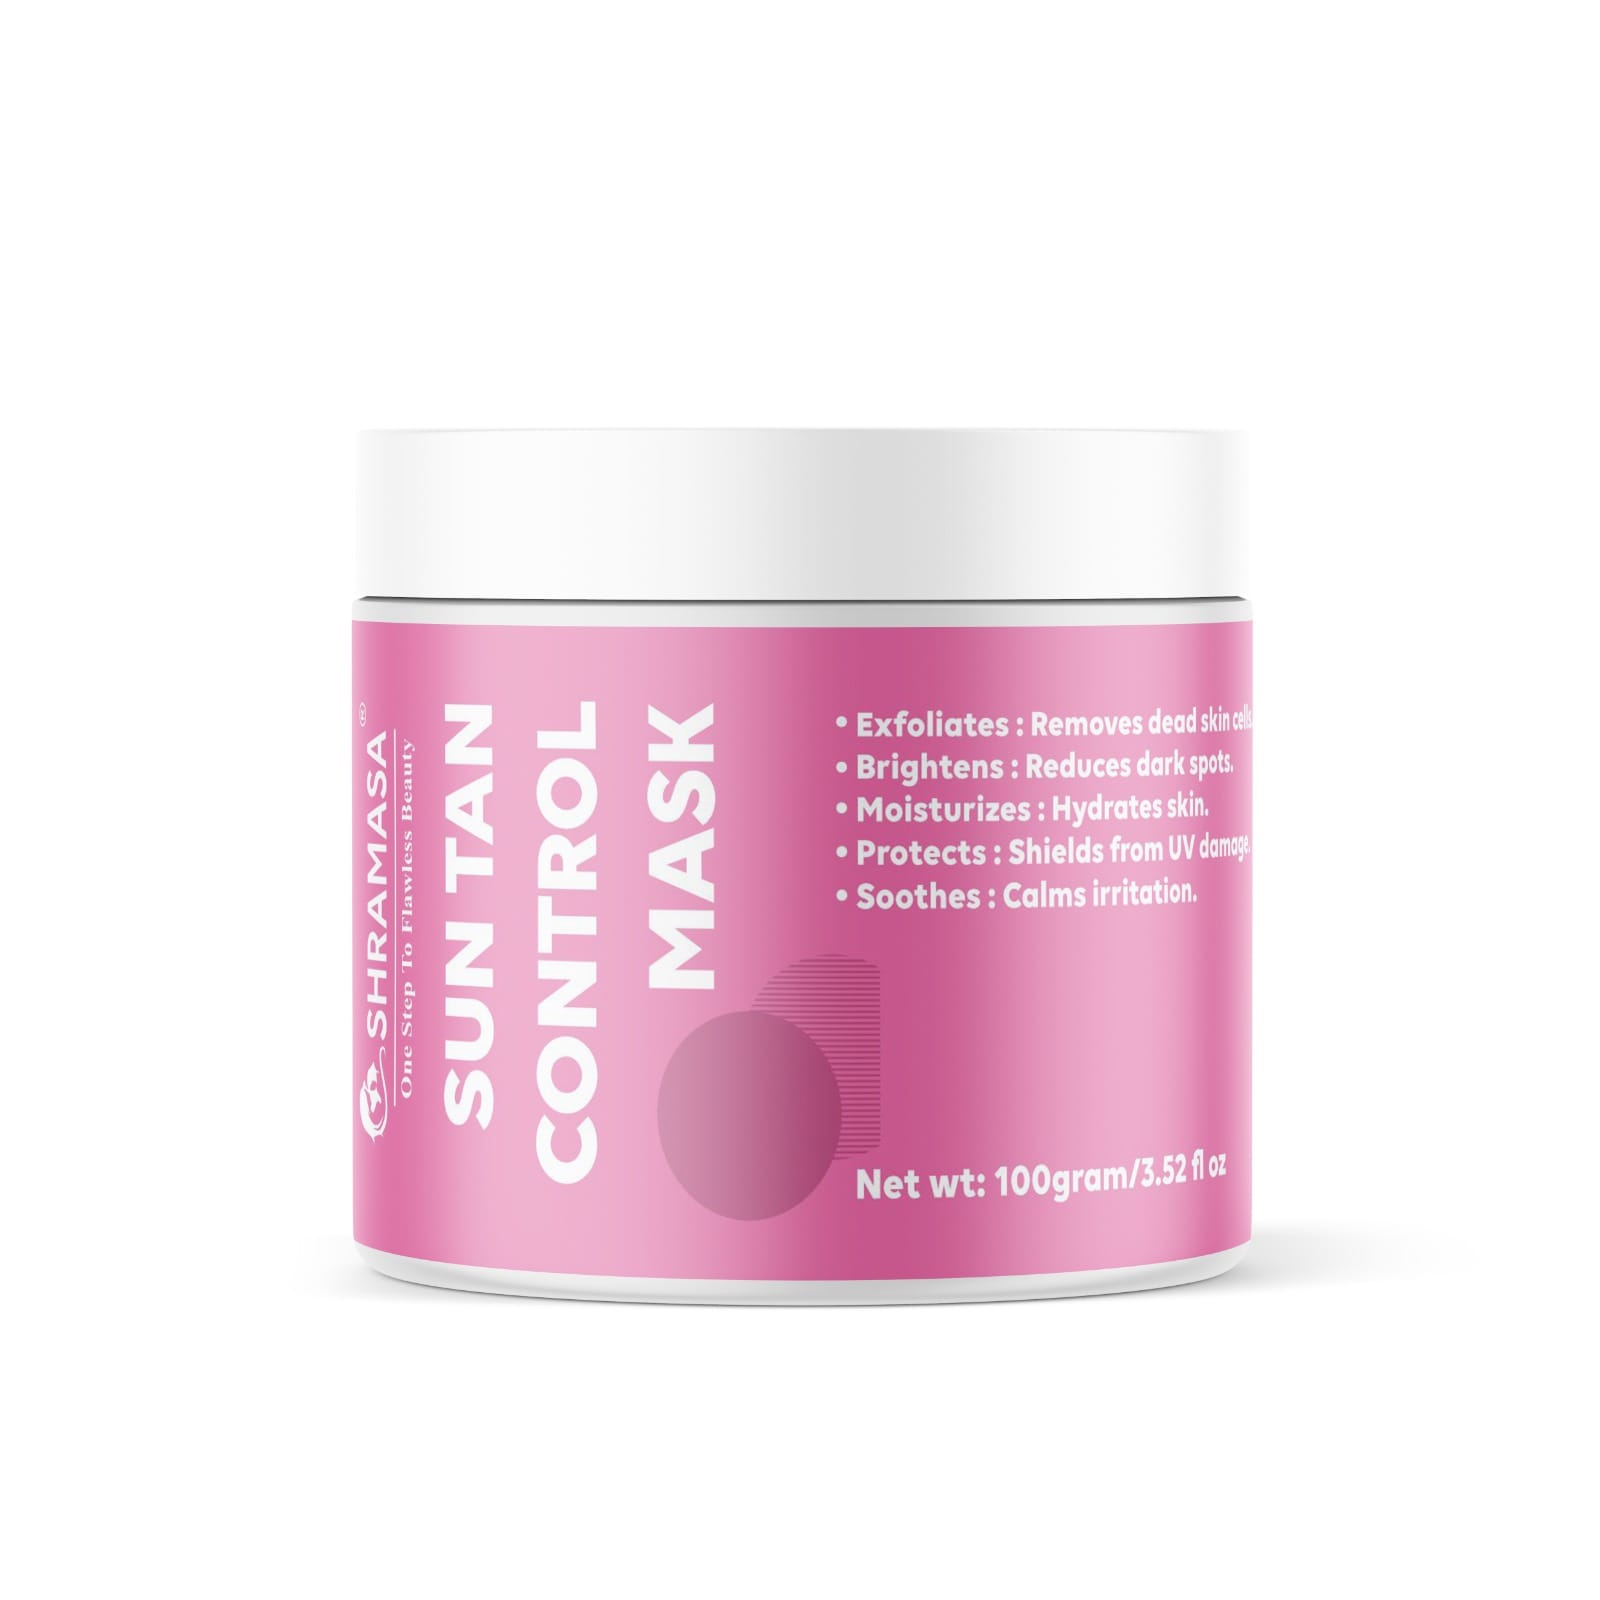 SHRAMASA®
One Step To Flawless Beauty
SUN TAN
CONTROL
MASK
• Exfoliates : Removes dead skin cells.
• Brightens : Reduces dark spots.
• Moisturizes : Hydrates skin.
• Protects : Shields from UV damage.
• Soothes : Calms irritation.
Net wt: 100gram/3.52 fl oz